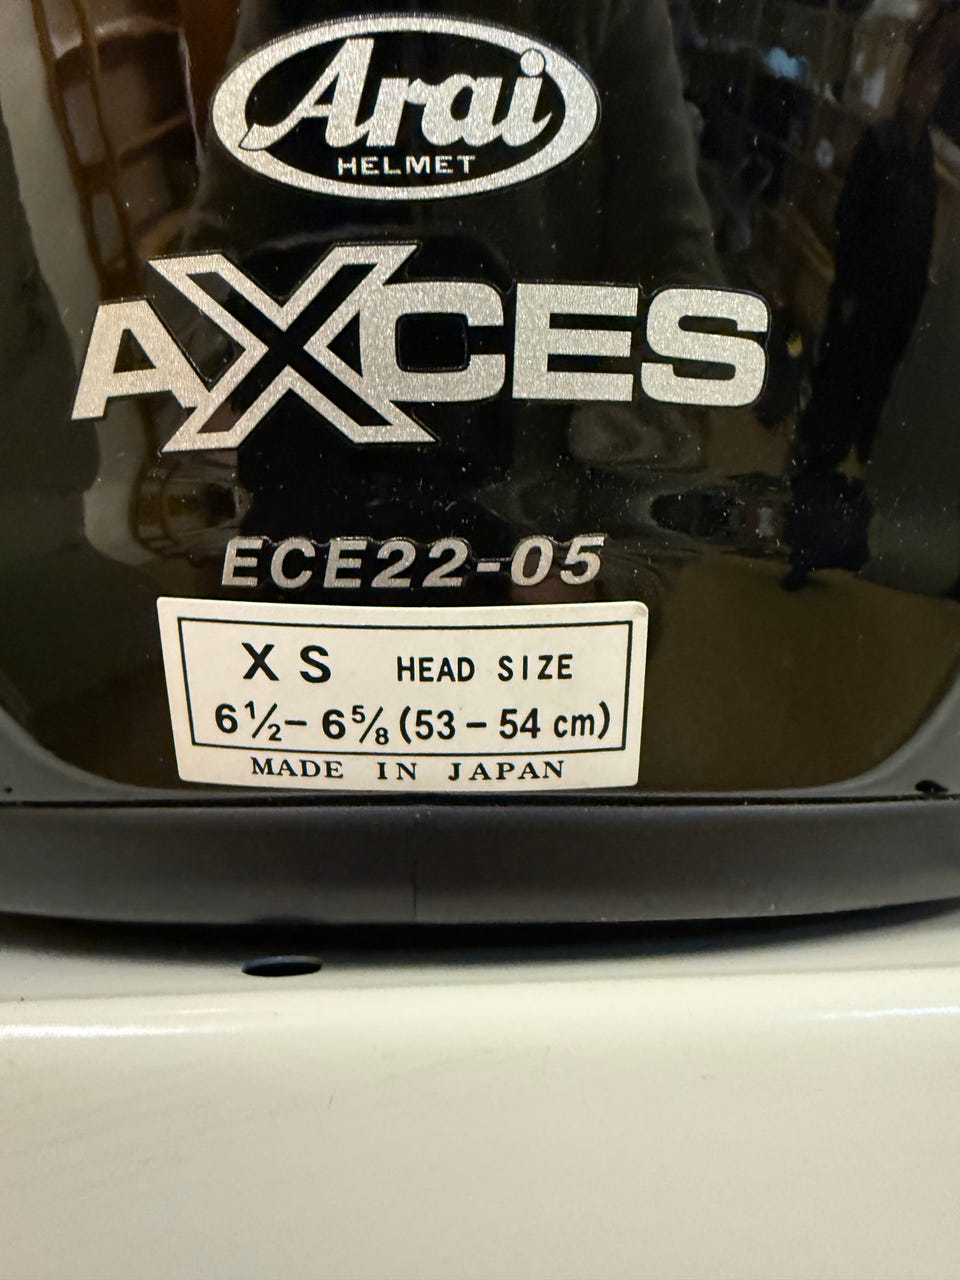 Arai
HELMET
AXCES
ECE22-05
XS HEAD SIZE
6½-6⅝ (53-54 cm)
MADE IN JAPAN